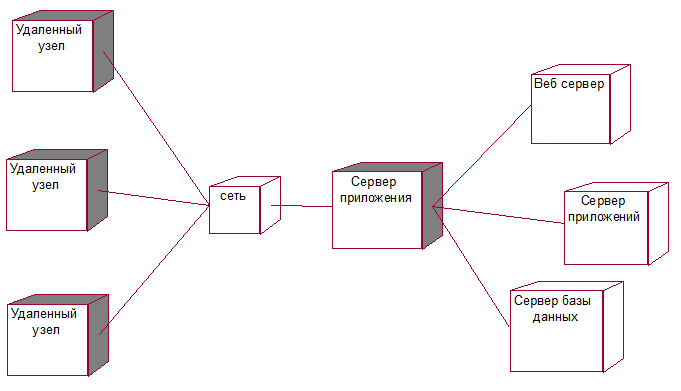 Удаленный
узел
Удаленный
узел
Удаленный
узел
сеть
Сервер
приложения
Веб сервер
Сервер
приложений
Сервер базы
данных